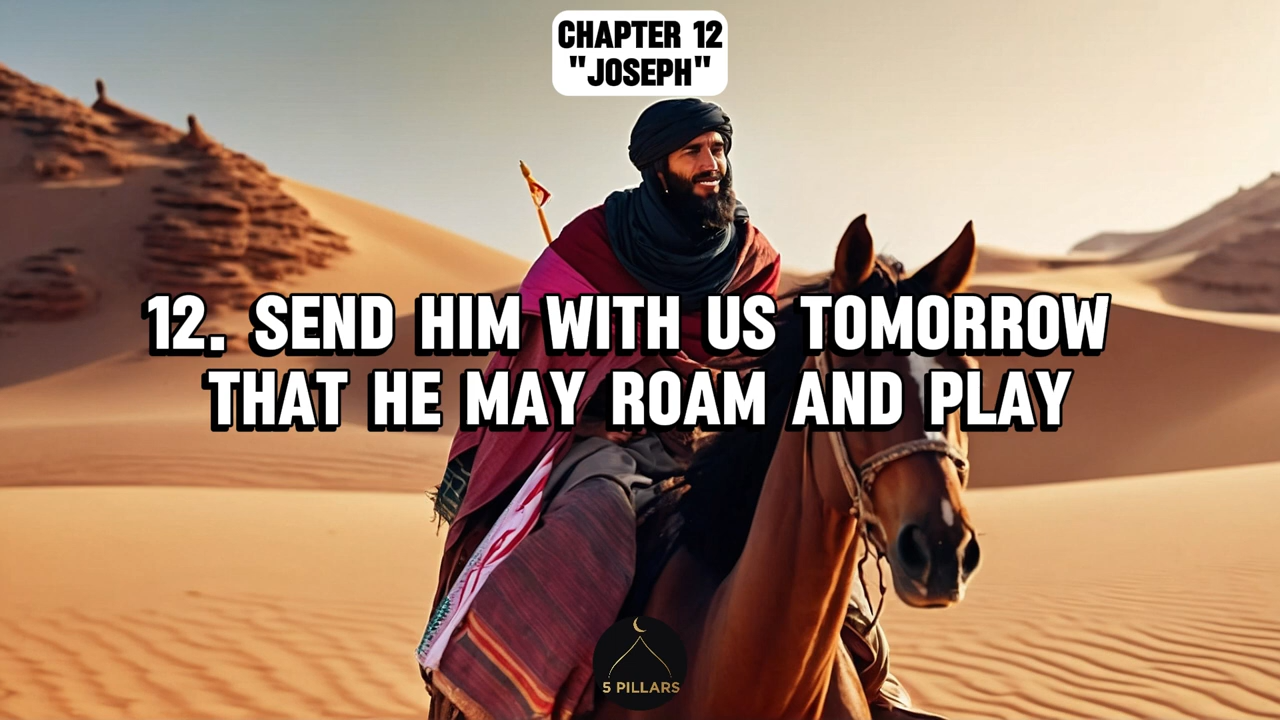 CHAPTER 12
"JOSEPH"
12. SEND HIM WITH US TOMORROW
THAT HE MAY ROAM AND PLAY
5 PILLARS